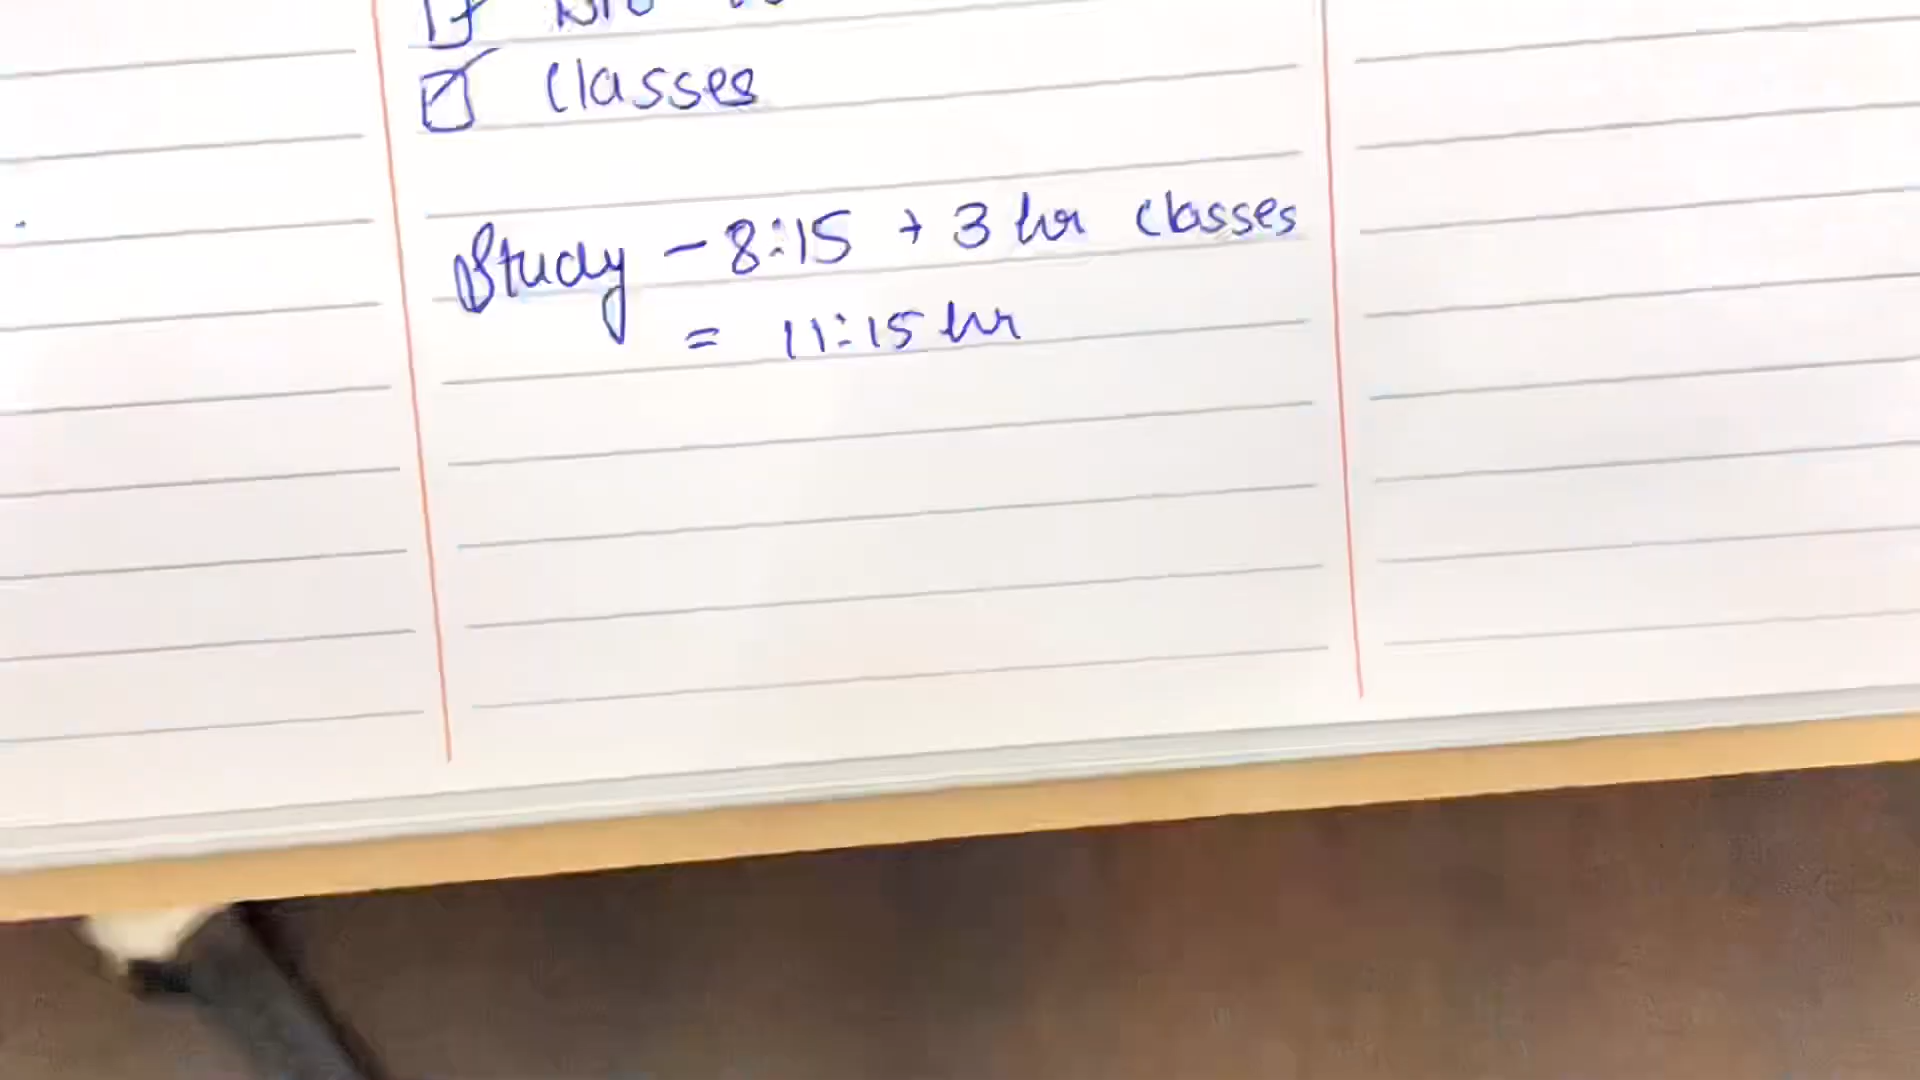 classes
Study - 8:15 + 3 hr classes
= 11:15 hr